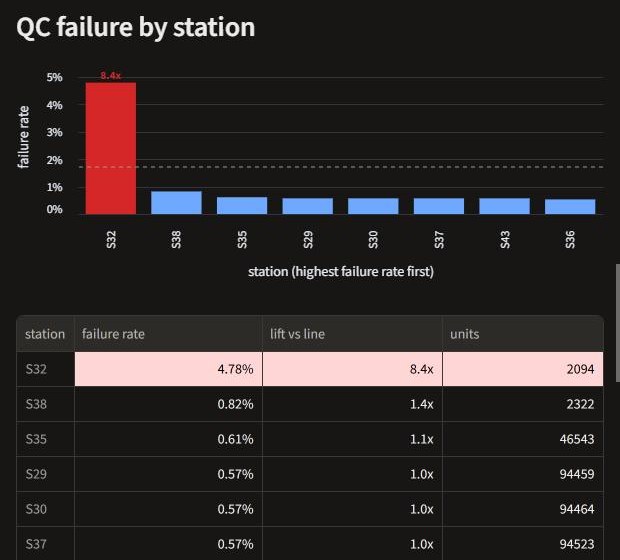 QC failure by station
8.4x
5%
4%
3%
2%
1%
0%
failure rate
S32 S38 S35 S29 S30 S37 S43 S36
station (highest failure rate first)
station failure rate lift vs line units
S32 4.78% 8.4x 2094
S38 0.82% 1.4x 2322
S35 0.61% 1.1x 46543
S29 0.57% 1.0x 94459
S30 0.57% 1.0x 94464
S37 0.57% 1.0x 94523